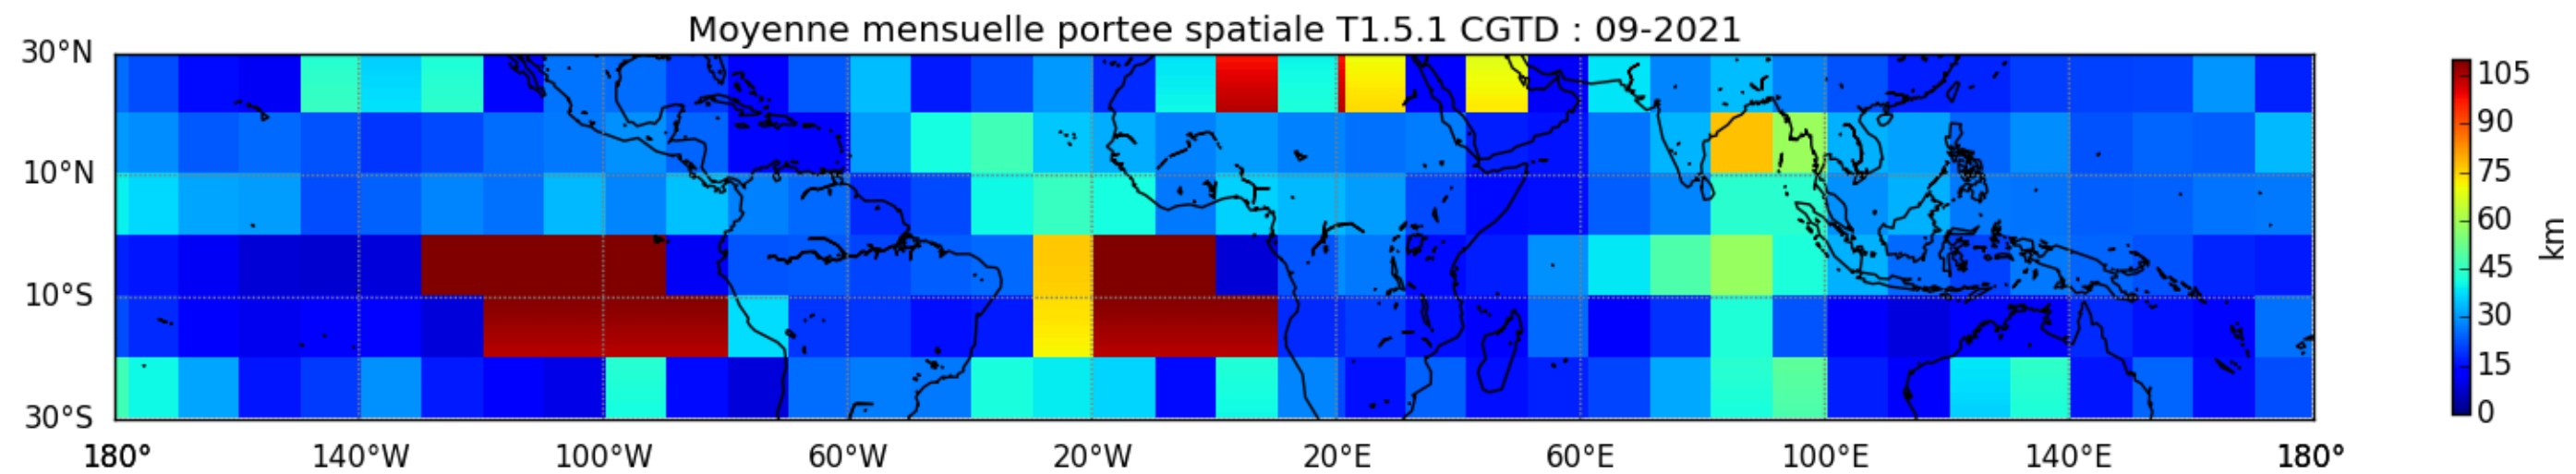 Moyenne mensuelle portee spatiale T1.5.1 CGTD : 09-2021
30°N
10°N
10°S
30°S
180° 140°W 100°W 60°W 20°W 20°E 60°E 100°E 140°E 180°
105
90
75
60
45
30
15
0
km